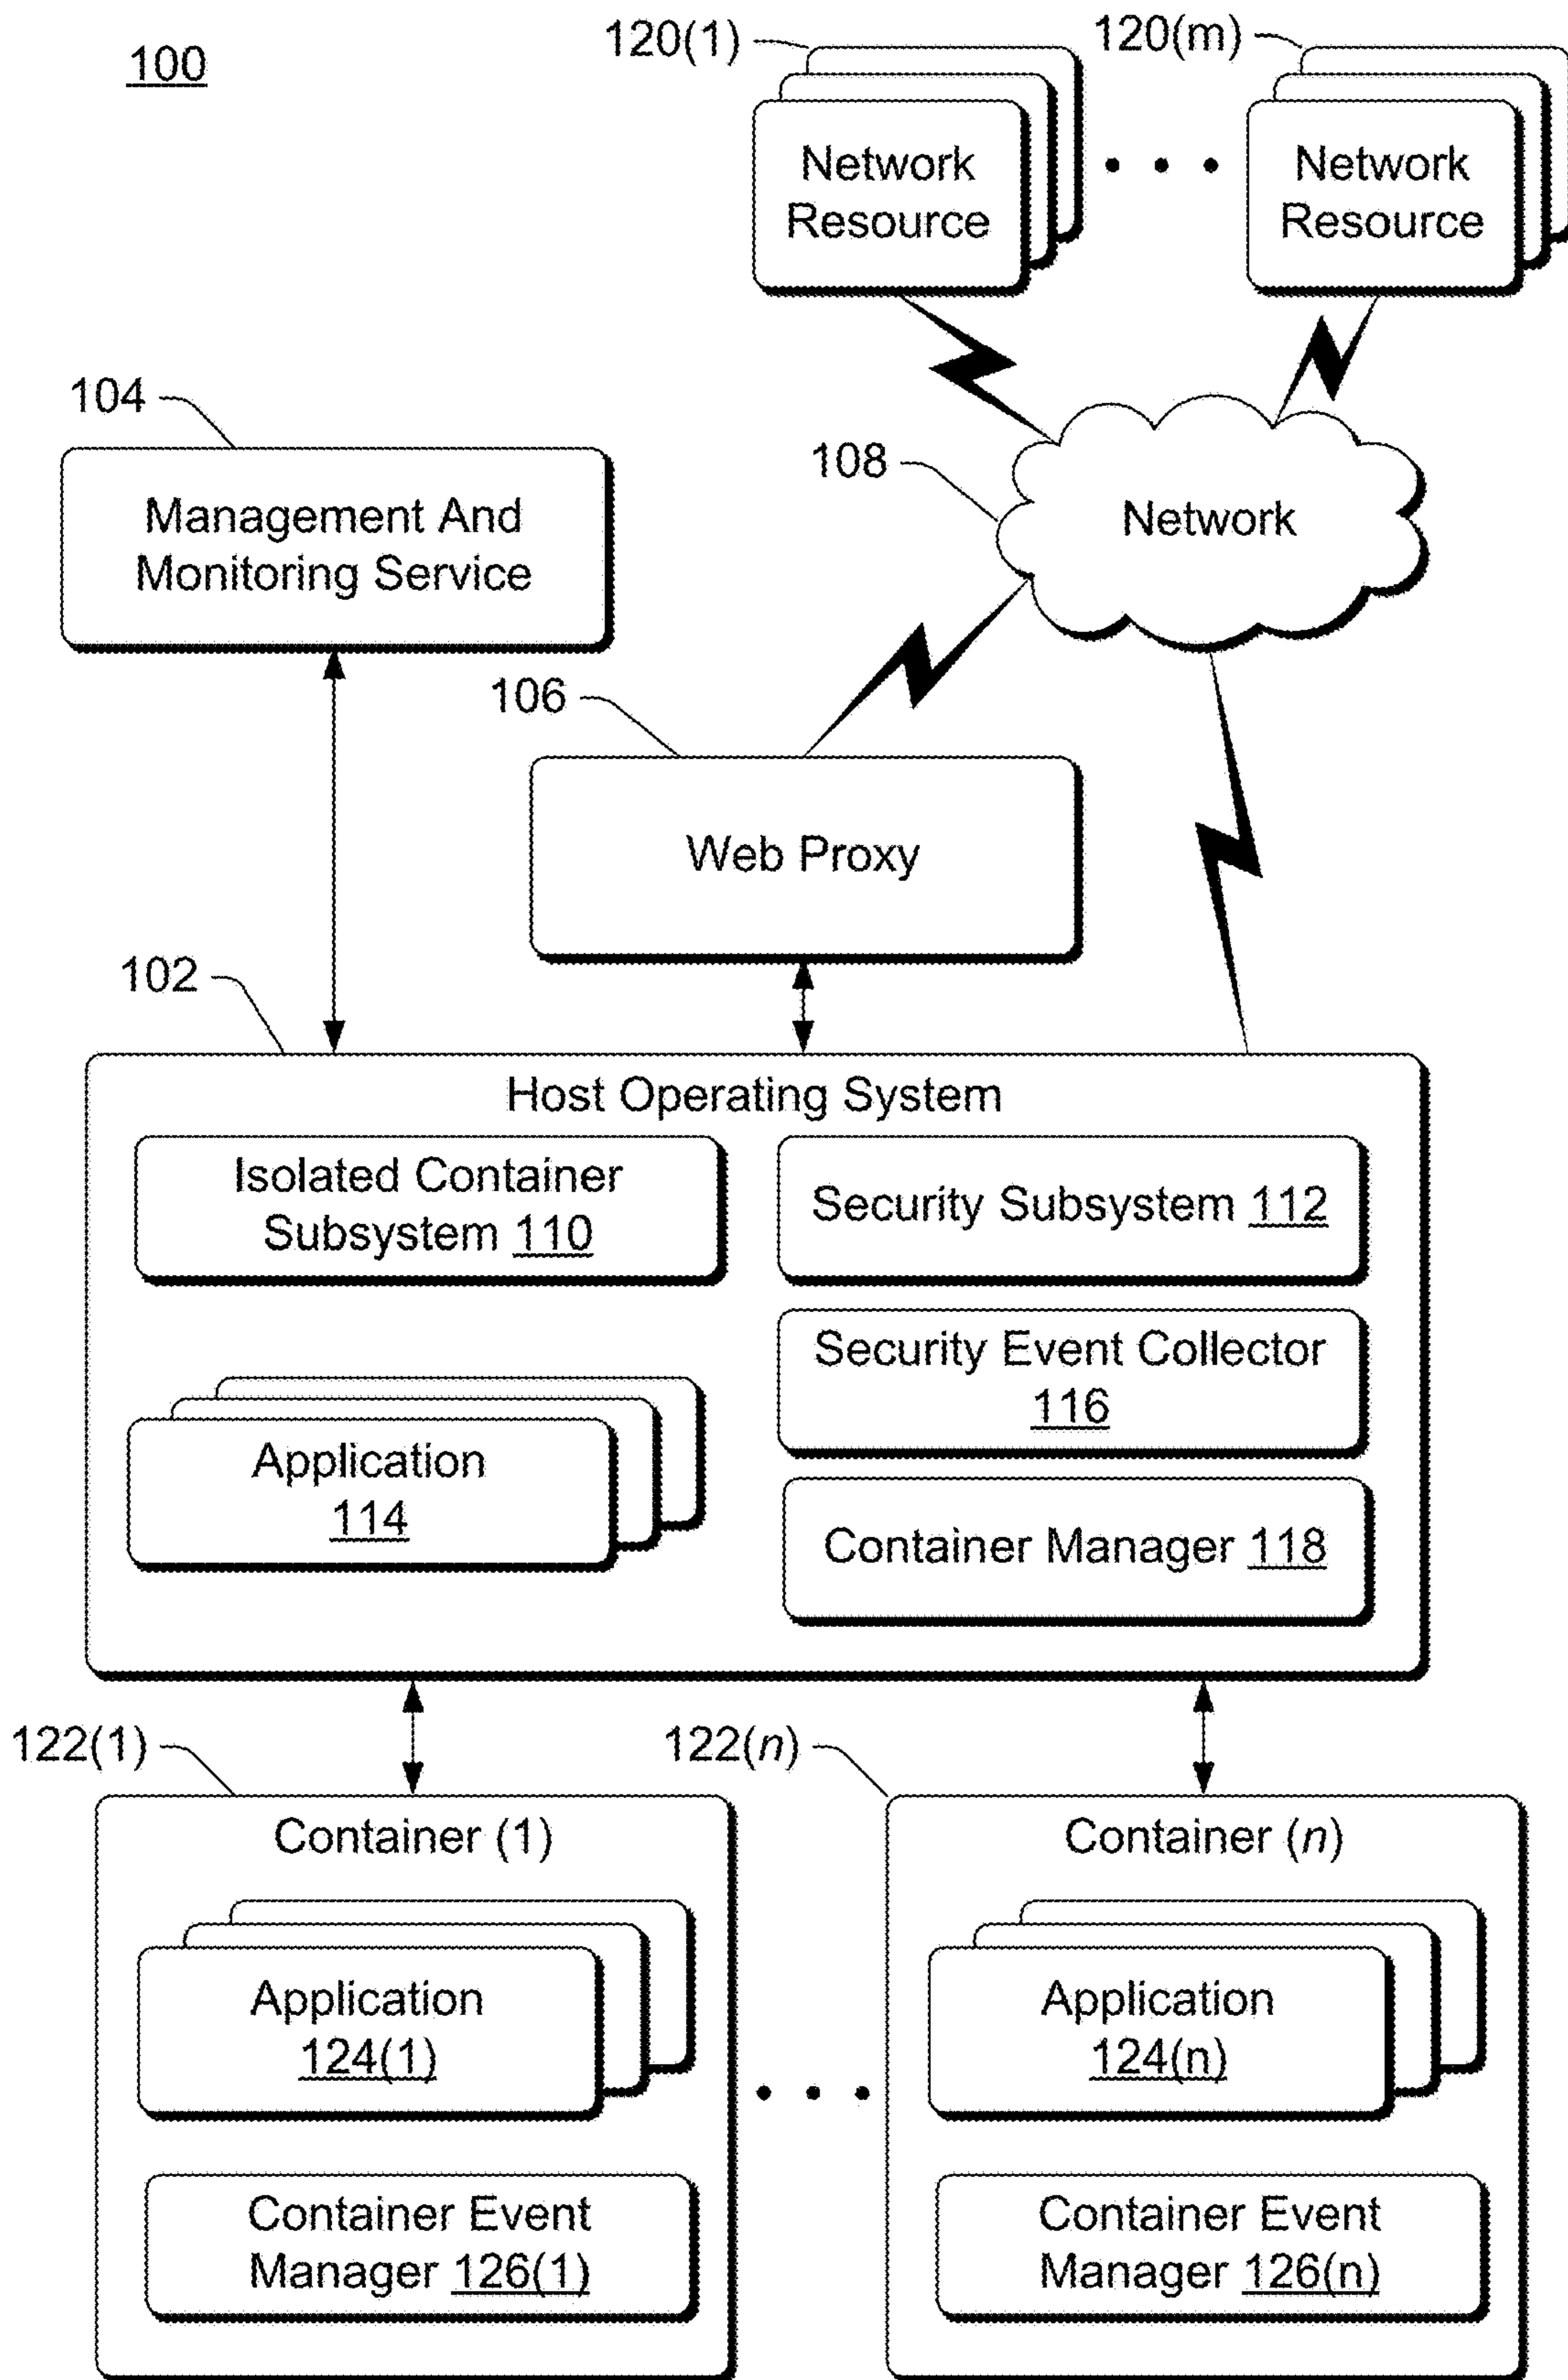 100
120(1)
120(m)
Network
Resource
Network
Resource
104
Management And
Monitoring Service
108
Network
106
Web Proxy
102
Host Operating System
Isolated Container
Subsystem 110
Security Subsystem 112
Security Event Collector
116
Application
114
Container Manager 118
122(1)
122(n)
Container (1)
Application
124(1)
Container Event
Manager 126(1)
Container (n)
Application
124(n)
Container Event
Manager 126(n)